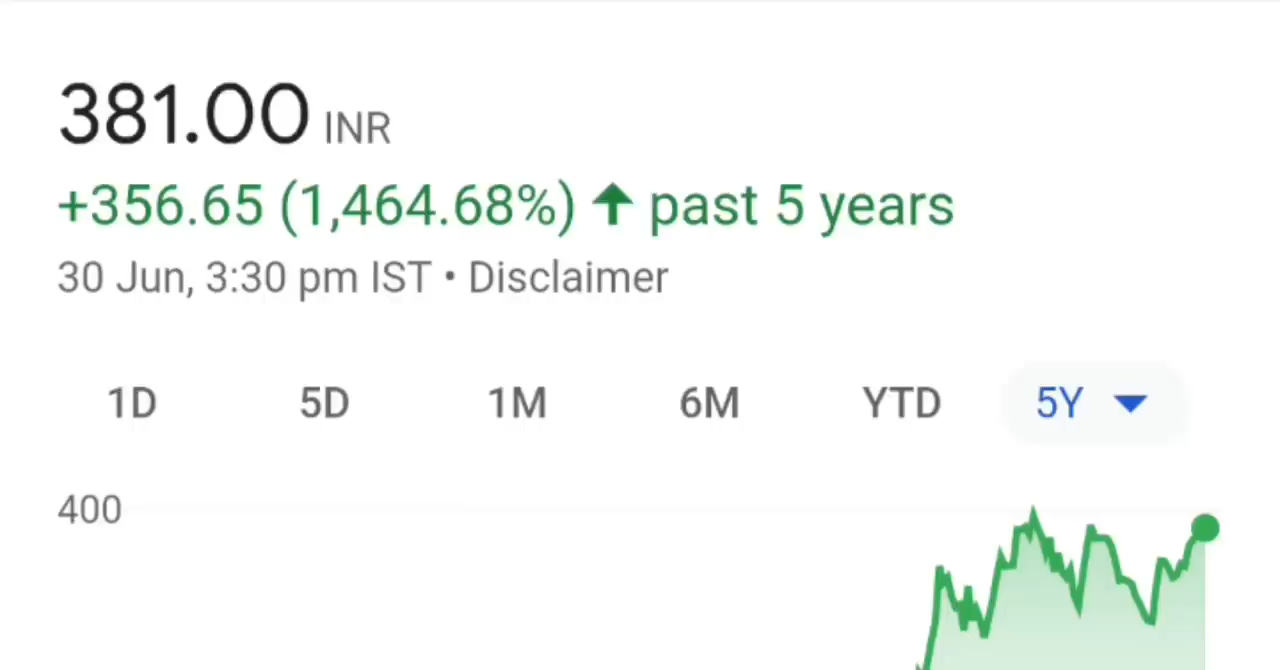 381.00 INR
+356.65 (1,464.68%) ↑ past 5 years
30 Jun, 3:30 pm IST • Disclaimer
1D 5D 1M 6M YTD 5Y
400